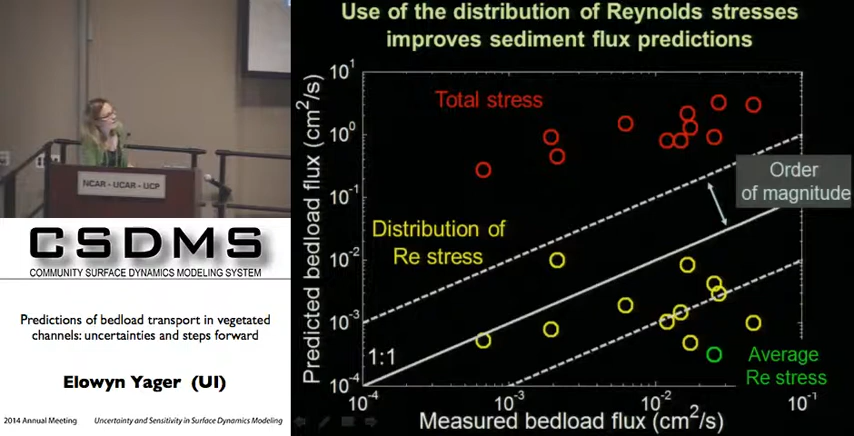 NCAR - UCAR - UCP
CSDMS
COMMUNITY SURFACE DYNAMICS MODELING SYSTEM
Predictions of bedload transport in vegetated
channels: uncertainties and steps forward
Elowyn Yager (UI)
2014 Annual Meeting
Uncertainty and Sensitivity in Surface Dynamics Modeling
Use of the distribution of Reynolds stresses
improves sediment flux predictions
Predicted bedload flux (cm²/s)
10¹
10⁰
10⁻¹
10⁻²
10⁻³
10⁻⁴
Total stress
Order
of magnitude
Distribution of
Re stress
1:1
Average
Re stress
10⁻⁴
10⁻³
10⁻²
10⁻¹
Measured bedload flux (cm²/s)